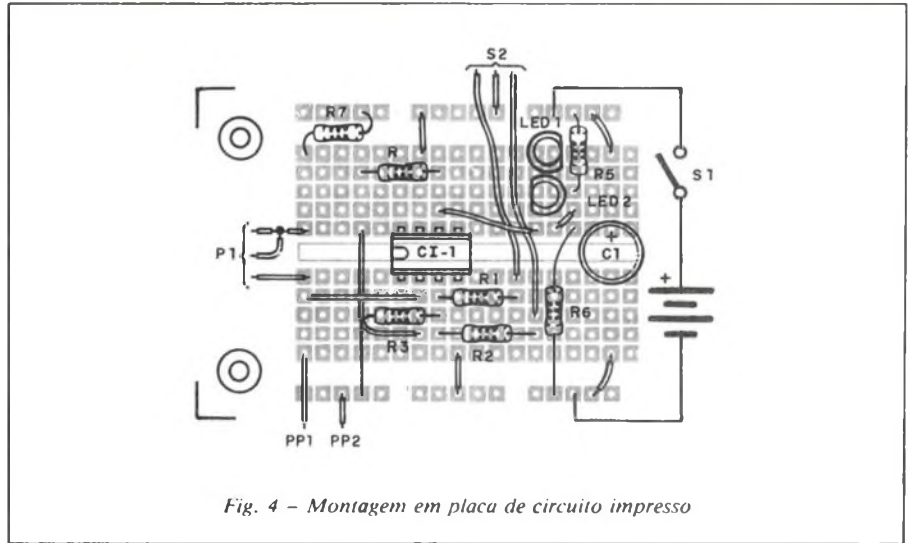 S2
R7
LED 1
R
R5
S1
LED 2
P1
CI-1
+
C1
+
R1
R6
R3
R2
PP1 PP2
Fig. 4 – Montagem em placa de circuito impresso